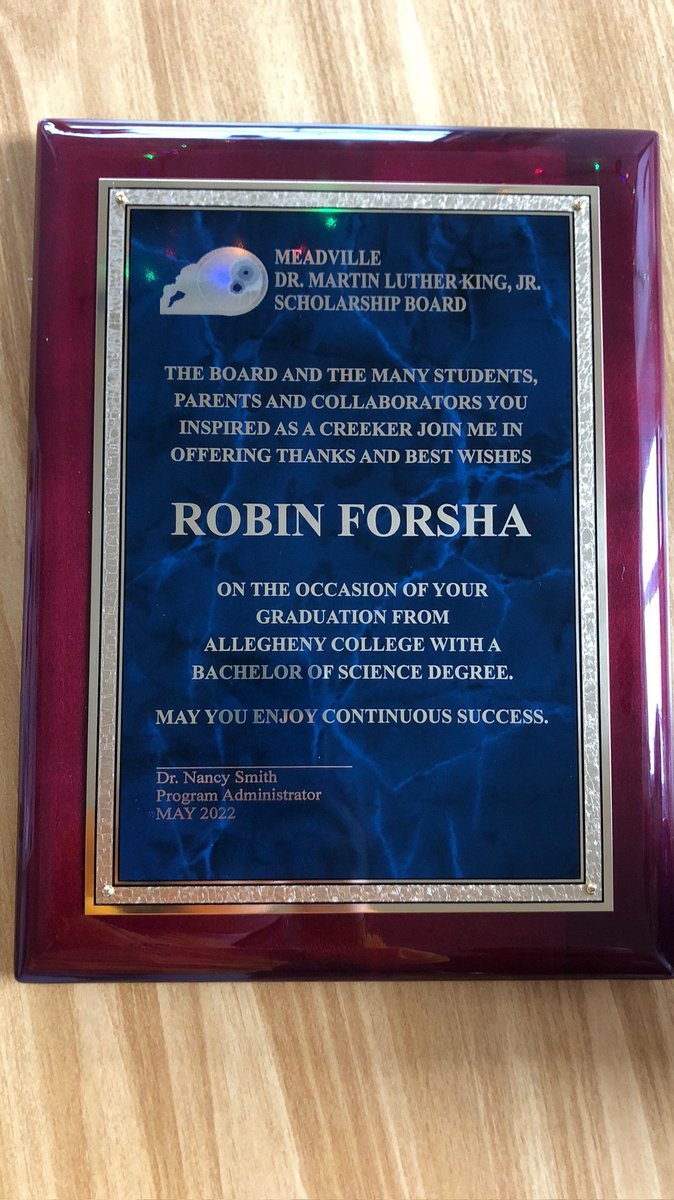 MEADVILLE
DR. MARTIN LUTHER KING, JR.
SCHOLARSHIP BOARD
THE BOARD AND THE MANY STUDENTS,
PARENTS AND COLLABORATORS YOU
INSPIRED AS A CREEKER JOIN ME IN
OFFERING THANKS AND BEST WISHES
ROBIN FORSHA
ON THE OCCASION OF YOUR
GRADUATION FROM
ALLEGHENY COLLEGE WITH A
BACHELOR OF SCIENCE DEGREE.
MAY YOU ENJOY CONTINUOUS SUCCESS.
Dr. Nancy Smith
Program Administrator
MAY 2022